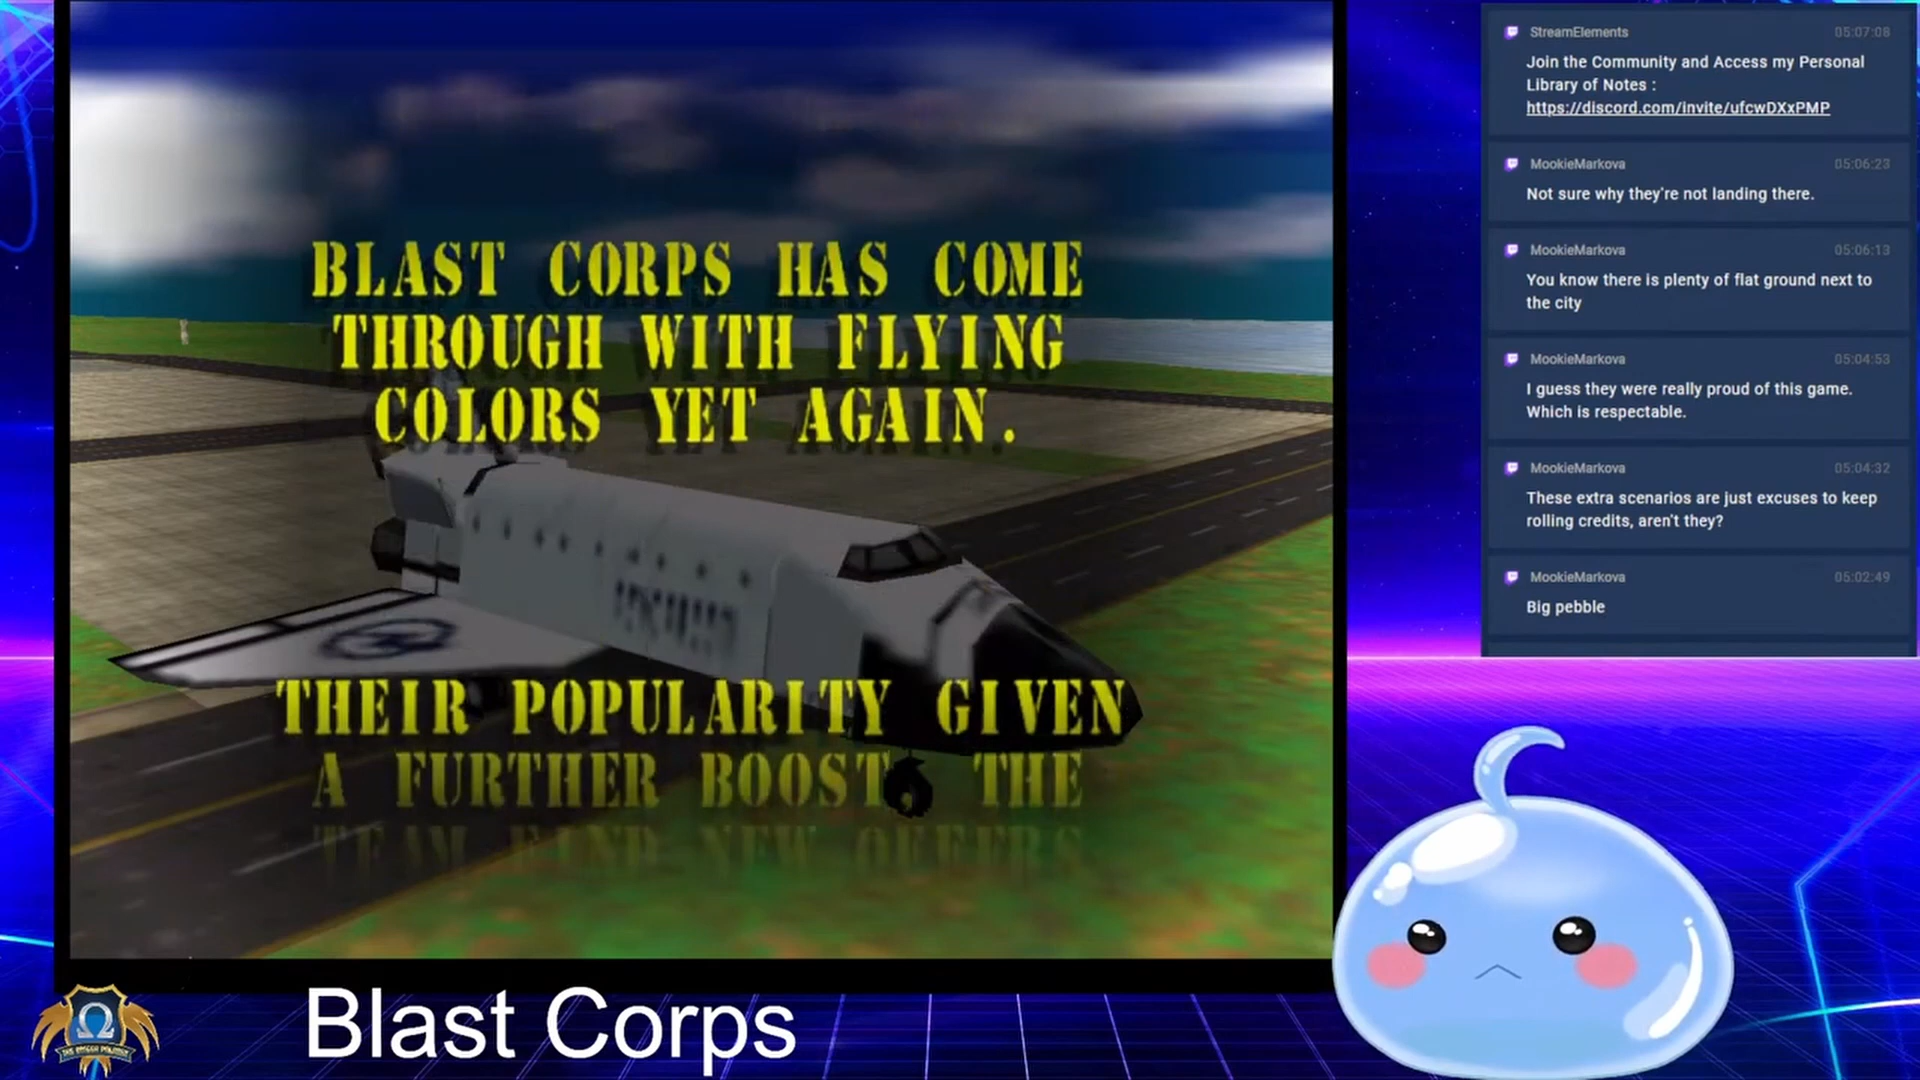 BLAST CORPS HAS COME
THROUGH WITH FLYING
COLORS YET AGAIN.
THEIR POPULARITY GIVEN
A FURTHER BOOST, THE
TEAM FIND NEW OFFERS
Blast Corps
StreamElements 05:07:08
Join the Community and Access my Personal
Library of Notes :
https://discord.com/invite/ufcwDXxPMP
MookieMarkova 05:06:23
Not sure why they're not landing there.
MookieMarkova 05:06:13
You know there is plenty of flat ground next to
the city
MookieMarkova 05:04:53
I guess they were really proud of this game.
Which is respectable.
MookieMarkova 05:04:32
These extra scenarios are just excuses to keep
rolling credits, aren't they?
MookieMarkova 05:02:49
Big pebble